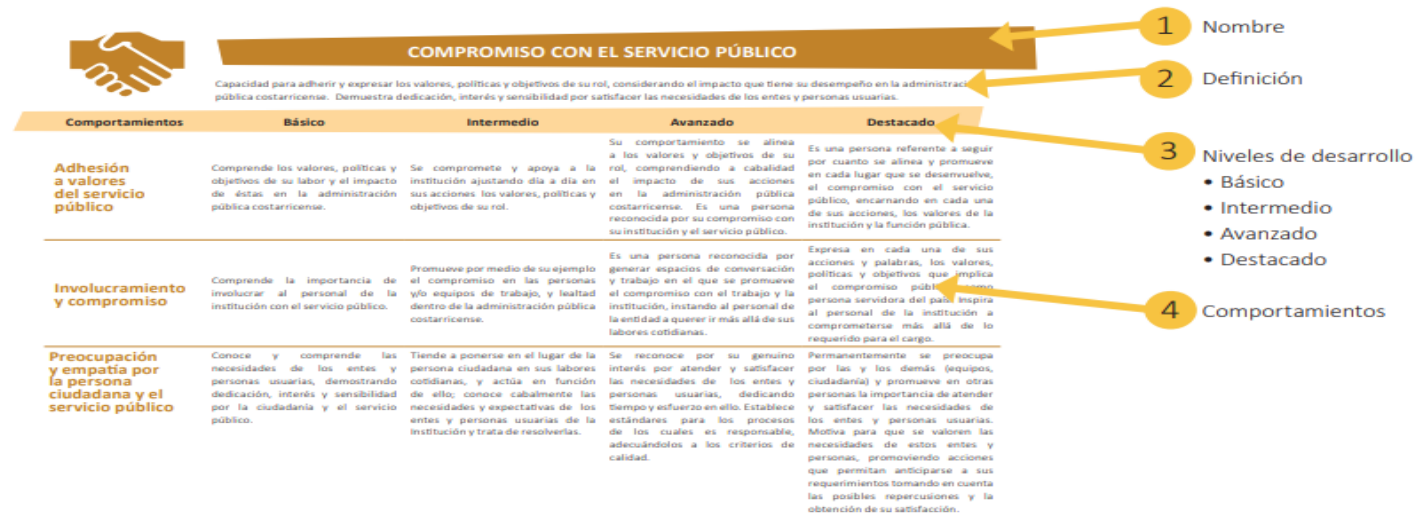 COMPROMISO CON EL SERVICIO PÚBLICO
Capacidad para adherir y expresar los valores, políticas y objetivos de su rol, considerando el impacto que tiene su desempeño en la
pública costarricense. Demuestra dedicación, interés y sensibilidad por satisfacer las necesidades de los entes y personas usuarias.
Comportamientos Básico Intermedio Avanzado Destacado
Adhesión
a valores
del servicio
público
Comprende los valores, políticas y
objetivos de su labor y el impacto
de éstas en la administración
pública costarricense.
Se compromete y apoya a la
institución ajustando día a día en
sus acciones los valores, políticas y
objetivos de su rol.
Su comportamiento se alinea
a los valores y objetivos de su
rol, comprendiendo a cabalidad
el impacto de sus acciones
en la administración pública
costarricense. Es una persona
reconocida por su compromiso con
su institución y el servicio público.
Es una persona referente a seguir
por cuanto se alinea y promueve
en cada lugar que se desenvuelve,
el compromiso con el servicio
público, encarnando en cada una
de sus acciones, los valores de la
institución y la función pública.
Involucramiento
y compromiso
Comprende la importancia de
involucrar al personal de la
institución con el servicio público.
Promueve por medio de su ejemplo
el compromiso en las personas
y/o equipos de trabajo, y lealtad
dentro de la administración pública
costarricense.
Es una persona reconocida por
generar espacios de conversación
y trabajo en el que se promueve
el compromiso con el trabajo y la
institución, instando al personal de
la entidad a querer ir más allá de sus
labores cotidianas.
Expresa en cada una de sus
acciones y palabras, los valores,
políticas y objetivos que implica
el compromiso como
persona servidora del Inspira
al personal de la institución a
comprometerse más allá de lo
requerido para el cargo.
Preocupación
y empatía por
la persona
ciudadana y el
servicio público
Conoce y comprende las
necesidades de los entes y
personas usuarias, demostrando
dedicación, interés y sensibilidad
por la ciudadanía y el servicio
público.
Tiende a ponerse en el lugar de la
persona ciudadana en sus labores
cotidianas, y actúa en función
de ello; conoce cabalmente las
necesidades y expectativas de los
entes y personas usuarias de la
Institución y trata de resolverlas.
Se reconoce por su genuino
interés por atender y satisfacer
las necesidades de los entes y
personas usuarias, dedicando
tiempo y esfuerzo en ello. Establece
estándares para los procesos
de los cuales es responsable,
adecuándolos a los criterios de
calidad.
Permanentemente se preocupa
por las y los demás (equipos,
ciudadanía) y promueve en otras
personas la importancia de atender
y satisfacer las necesidades de
los entes y personas usuarias.
Motiva para que se valoren las
necesidades de estos entes y
personas, promoviendo acciones
que permitan anticiparse a sus
requerimientos tomando en cuenta
las posibles repercusiones y la
obtención de su satisfacción.
1 Nombre
2 Definición
3 Niveles de desarrollo
• Básico
• Intermedio
• Avanzado
• Destacado
4 Comportamientos